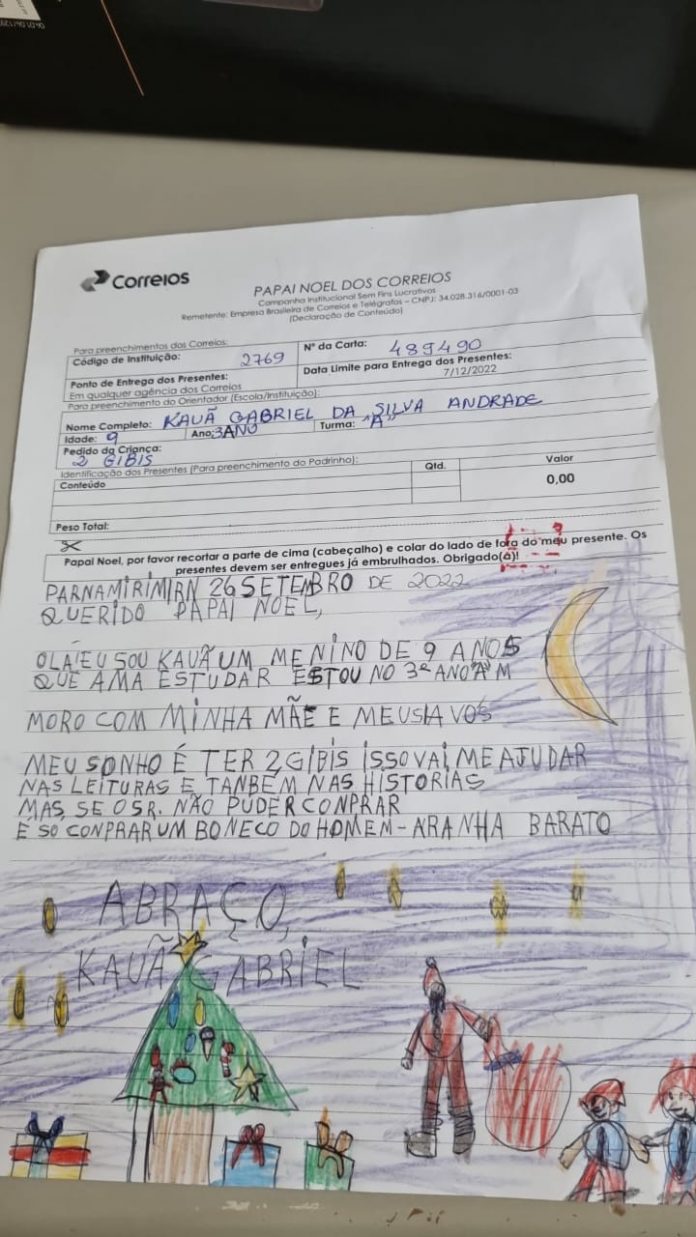 Correios
PAPAI NOEL DOS CORREIOS
Campanha Institucional Sem Fins Lucrativos
Remetente: Empresa Brasileira de Correios e Telégrafos – CNPJ: 34.028.316/0001-03
(Declaração de Conteúdo)
Para preenchimentos dos Correios:
Código de Instituição: 2769
Nº da Carta: 489490
Ponto de Entrega dos Presentes:
Em qualquer agência dos Correios
Data Limite para Entrega dos Presentes:
7/12/2022
Para preenchimento do Orientador (Escola/Instituição):
Nome Completo: KAUÃ GABRIEL DA SILVA ANDRADE
Idade: 9 Ano: 3ANO Turma: "A"
Pedido da Criança:
2 GIBIS
Identificação dos Presentes (Para preenchimento do Padrinho):
Conteúdo Qtd. Valor
0,00
Peso Total:
Papai Noel, por favor recortar a parte de cima (cabeçalho) e colar do lado de fora do meu presente. Os
presentes devem ser entregues já embrulhados. Obrigado(a)!
PARNAMIRIM/RN 26 SETEMBRO DE 2022
QUERIDO PAPAI NOEL,
OLÁ! EU SOU KAUÃ UM MENINO DE 9 ANOS
QUE AMA ESTUDAR ESTOU NO 3º ANO "A" M
MORO COM MINHA MÃE E MEUSIAVÓS
MEU SONHO É TER 2 GIBIS ISSO VAI ME AJUDAR
NAS LEITURAS E TANBÉM NAS HISTORIAS
MAS, SE O SR. NÃO PUDER CONPRAR
É SO CONPRAR UM BONECO DO HOMEM-ARANHA BARATO
ABRAÇO,
KAUÃ GABRIEL